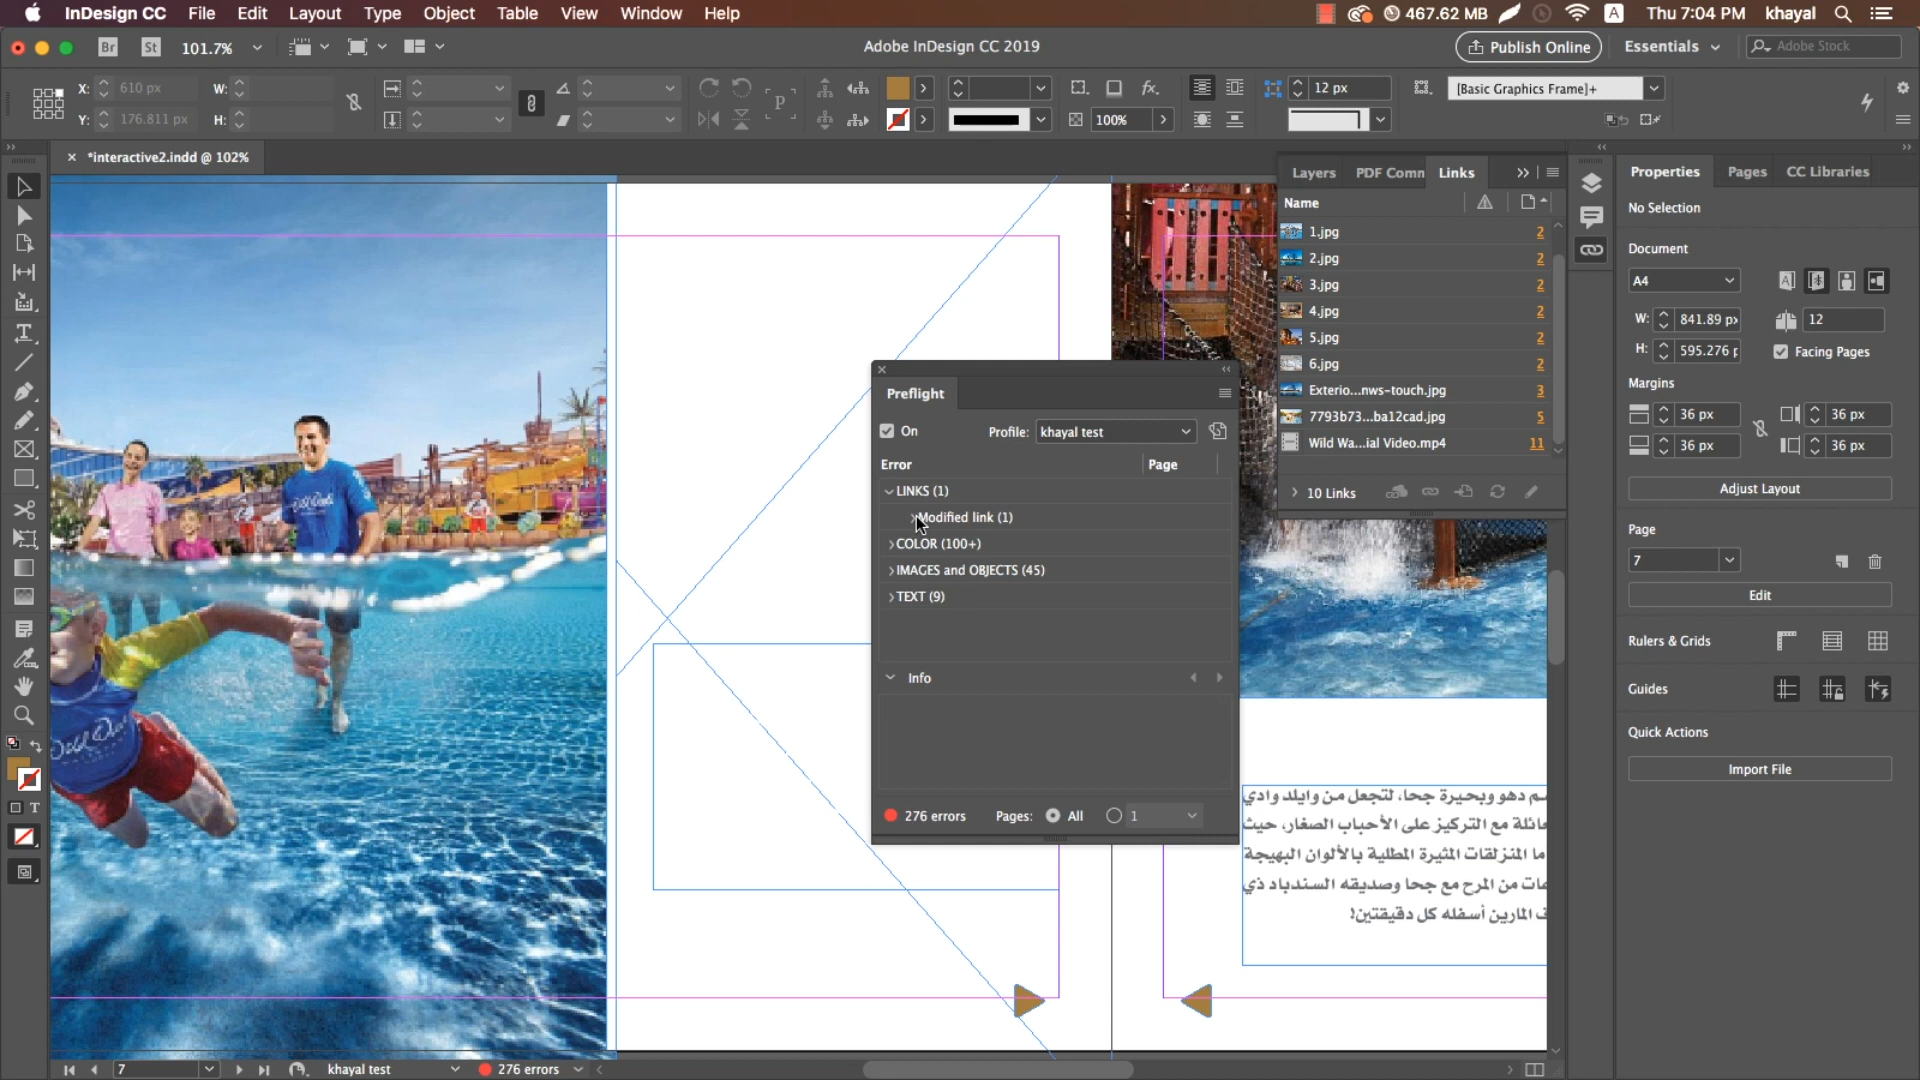 InDesign CC File Edit Layout Type Object Table View Window Help
467.62 MB A Thu 7:04 PM khayal
Br St 101.7% Adobe InDesign CC 2019 Publish Online Essentials Adobe Stock
X: 610 px W: 12 px [Basic Graphics Frame]+
Y: 176.811 px H: 100%
*interactive2.indd @ 102%
Layers PDF Comn Links
Properties Pages CC Libraries
Name
No Selection
1.jpg 2
2.jpg 2
3.jpg 2
4.jpg 2
5.jpg 2
6.jpg 2
Exterio...nws-touch.jpg 3
7793b73...ba12cad.jpg 5
Wild Wa...ial Video.mp4 11
10 Links
Document
A4
W: 841.89 px 12
H: 595.276 Facing Pages
Margins
36 px 36 px
36 px 36 px
Adjust Layout
Page
7
Edit
Rulers & Grids
Guides
Quick Actions
Import File
Preflight
On Profile: khayal test
Error Page
LINKS (1)
Modified link (1)
COLOR (100+)
IMAGES and OBJECTS (45)
TEXT (9)
Info
276 errors Pages: All 1
دهو وبحيرة جحا، لتجعل من وايلد وادي
عائلة مع التركيز على الأحباب الصغار، حيث
ما المنزلقات المثيرة المطلية بالألوان البهيجة
من المرح مع جحا وصديقه السندباد ذي
المارين أسفله كل دقيقتين!
7 khayal test 276 errors